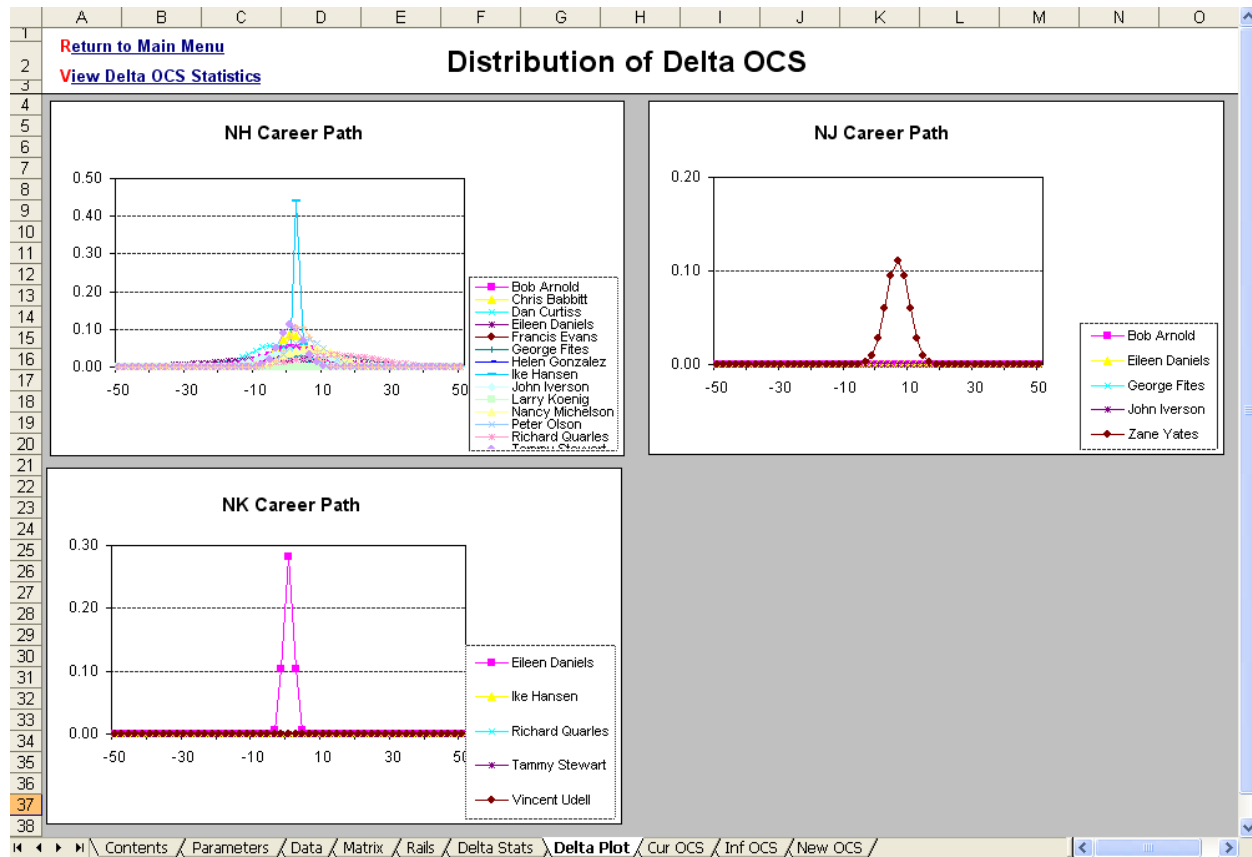 A B C D E F G H I J K L M N O
1
2
3
4
5
6
7
8
9
10
11
12
13
14
15
16
17
18
19
20
21
22
23
24
25
26
27
28
29
30
31
32
33
34
35
36
37
38
Return to Main Menu
View Delta OCS Statistics
Distribution of Delta OCS
NH Career Path
0.50
0.40
0.30
0.20
0.10
0.00
-50 -30 -10 10 30 50
Bob Arnold
Chris Babbitt
Dan Curtiss
Eileen Daniels
Francis Evans
George Fites
Helen Gonzalez
Ike Hansen
John Iverson
Larry Koenig
Nancy Michelson
Peter Olson
Richard Quarles
Tammy Stewart
NJ Career Path
0.20
0.10
0.00
-50 -30 -10 10 30 50
Bob Arnold
Eileen Daniels
George Fites
John Iverson
Zane Yates
NK Career Path
0.30
0.20
0.10
0.00
-50 -30 -10 10 30 50
Eileen Daniels
Ike Hansen
Richard Quarles
Tammy Stewart
Vincent Udell
Contents / Parameters / Data / Matrix / Rails / Delta Stats \ Delta Plot / Cur OCS / Inf OCS / New OCS /